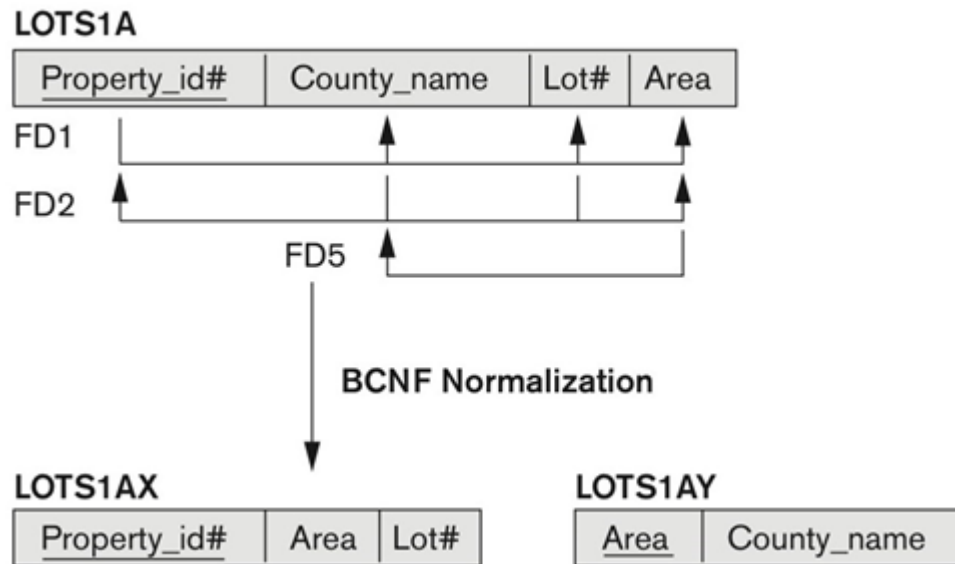 LOTS1A
Property_id# County_name Lot# Area
FD1
FD2
FD5
BCNF Normalization
LOTS1AX LOTS1AY
Property_id# Area Lot# Area County_name